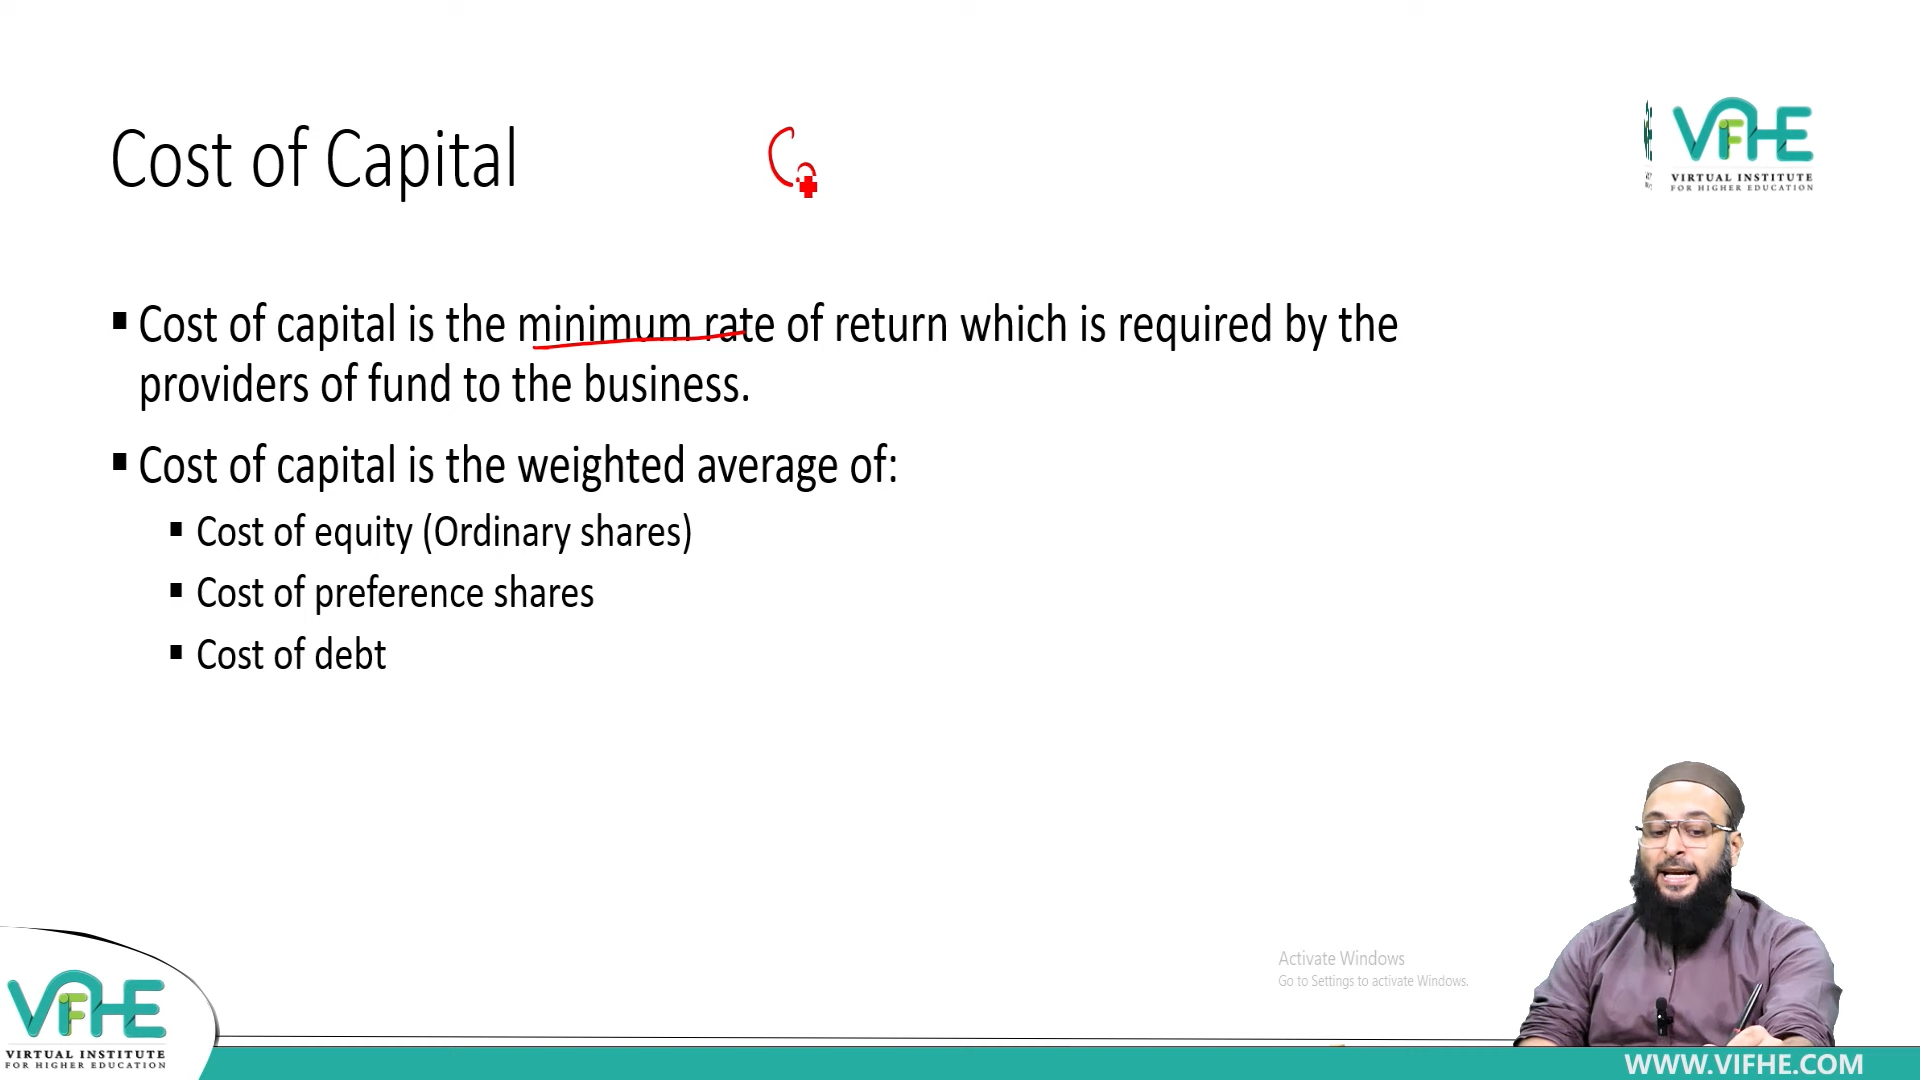 Cost of Capital
VIFHE
VIRTUAL INSTITUTE
FOR HIGHER EDUCATION
▪ Cost of capital is the minimum rate of return which is required by the
providers of fund to the business.
▪ Cost of capital is the weighted average of:
▪ Cost of equity (Ordinary shares)
▪ Cost of preference shares
▪ Cost of debt
Activate Windows
Go to Settings to activate Windows.
VIFHE
VIRTUAL INSTITUTE
FOR HIGHER EDUCATION
WWW.VIFHE.COM